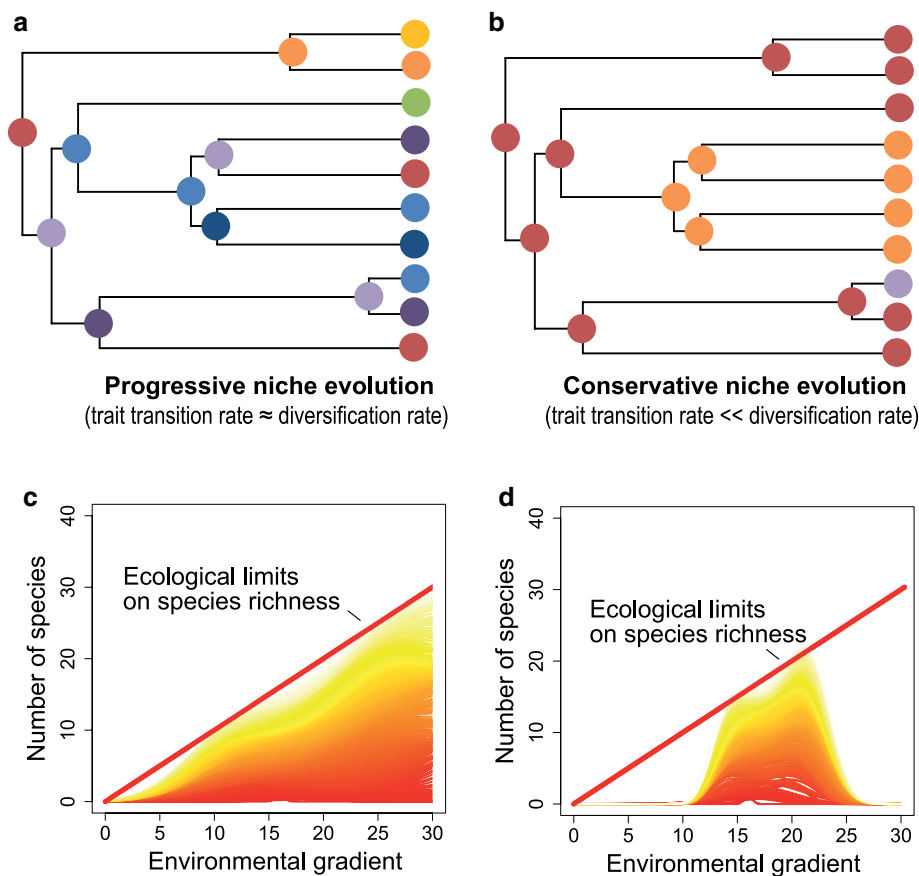 a
Progressive niche evolution
(trait transition rate ≈ diversification rate)
b
Conservative niche evolution
(trait transition rate << diversification rate)
c
Number of species
40
30
20
10
0
Ecological limits
on species richness
0 5 10 15 20 25 30
Environmental gradient
d
Number of species
40
30
20
10
0
Ecological limits
on species richness
0 5 10 15 20 25 30
Environmental gradient